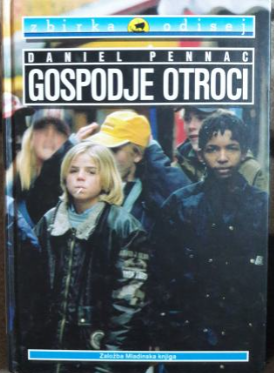 zbirka odisej
DANIEL PENNAC
GOSPODJE OTROCI
Založba Mladinska knjiga